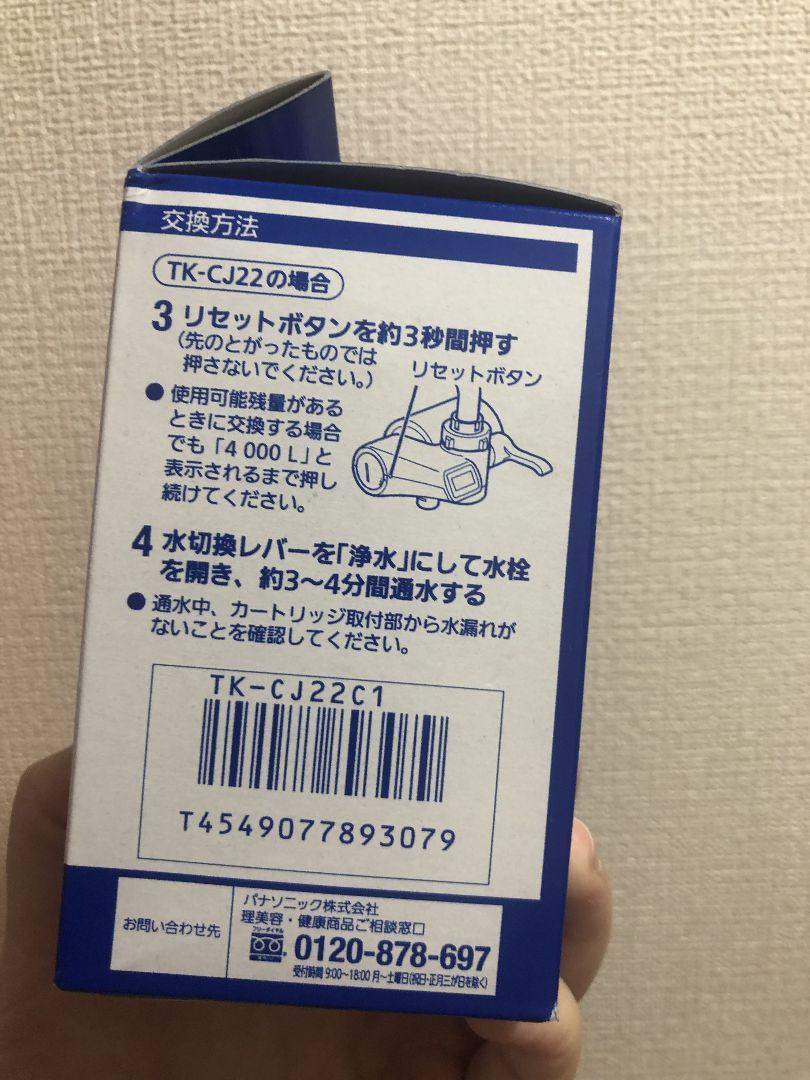 交換方法
TK-CJ22の場合
3 リセットボタンを約3秒間押す
(先のとがったものでは
押さないでください。)
リセットボタン
● 使用可能残量がある
ときに交換する場合
でも「4 000 L」と
表示されるまで押し
続けてください。
4 水切換レバーを「浄水」にして水栓
を開き、約3~4分間通水する
● 通水中、カートリッジ取付部から水漏れが
ないことを確認してください。
TK-CJ22C1
T4549077893079
お問い合わせ先
パナソニック株式会社
理美容・健康商品ご相談窓口
フリーダイヤル
0120-878-697
受付時間 9:00~18:00 月~土曜日(祝日・正月三が日を除く)